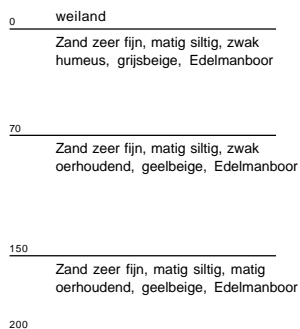 0 weiland
Zand zeer fijn, matig siltig, zwak
humeus, grijsbeige, Edelmanboor
70
Zand zeer fijn, matig siltig, zwak
oerhoudend, geelbeige, Edelmanboor
150
Zand zeer fijn, matig siltig, matig
oerhoudend, geelbeige, Edelmanboor
200